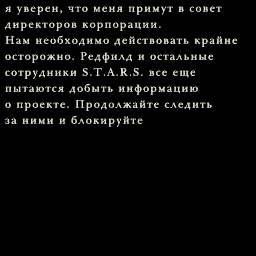 я уверен, что меня примут в совет
директоров корпорации.
Нам необходимо действовать крайне
осторожно. Редфилд и остальные
сотрудники S.T.A.R.S. все еще
пытаются добыть информацию
о проекте. Продолжайте следить
за ними и блокируйте